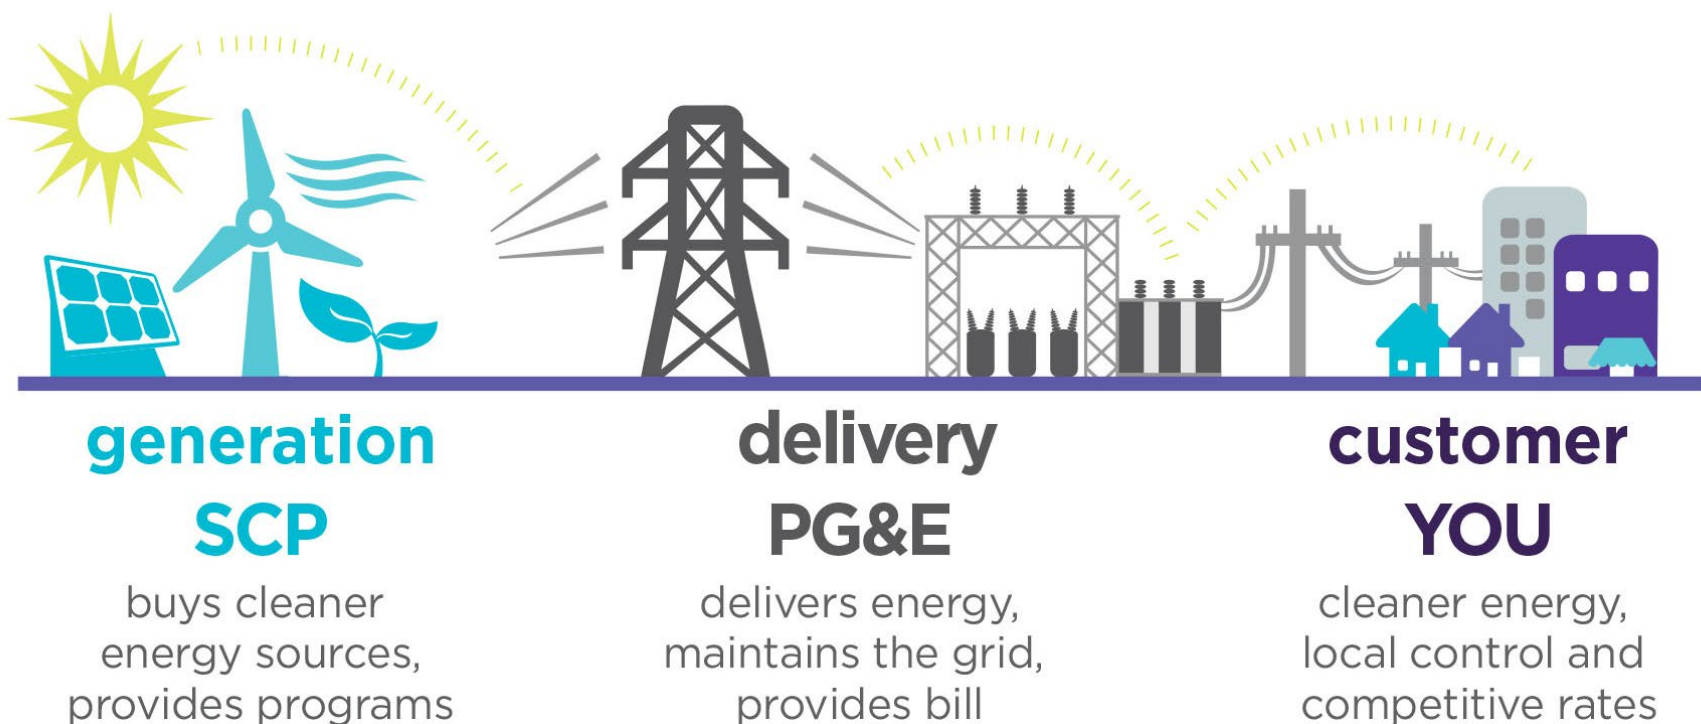 generation
SCP
buys cleaner
energy sources,
provides programs
delivery
PG&E
delivers energy,
maintains the grid,
provides bill
customer
YOU
cleaner energy,
local control and
competitive rates